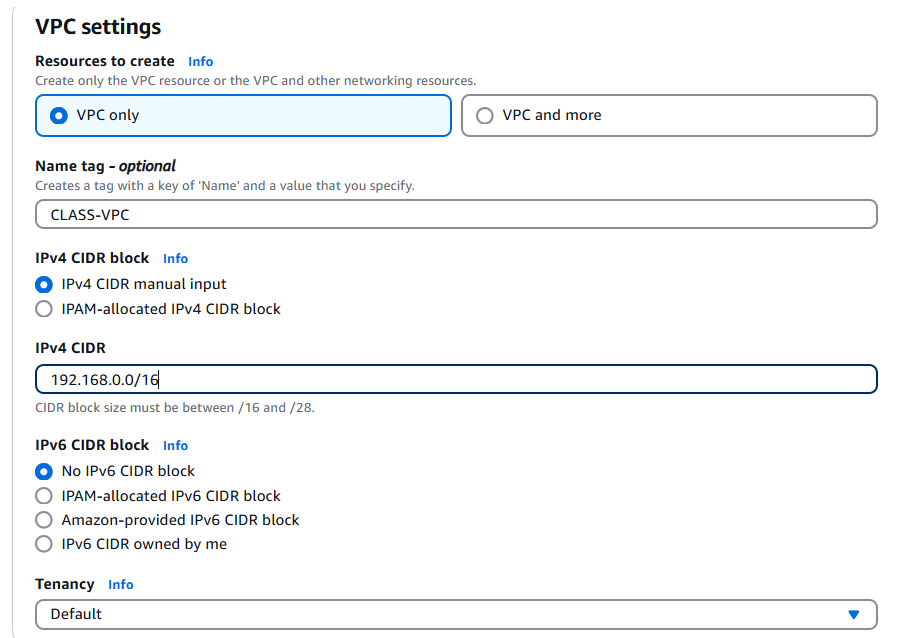 VPC settings
Resources to create Info
Create only the VPC resource or the VPC and other networking resources.
VPC only VPC and more
Name tag - optional
Creates a tag with a key of 'Name' and a value that you specify.
CLASS-VPC
IPv4 CIDR block Info
IPv4 CIDR manual input
IPAM-allocated IPv4 CIDR block
IPv4 CIDR
192.168.0.0/16
CIDR block size must be between /16 and /28.
IPv6 CIDR block Info
No IPv6 CIDR block
IPAM-allocated IPv6 CIDR block
Amazon-provided IPv6 CIDR block
IPv6 CIDR owned by me
Tenancy Info
Default